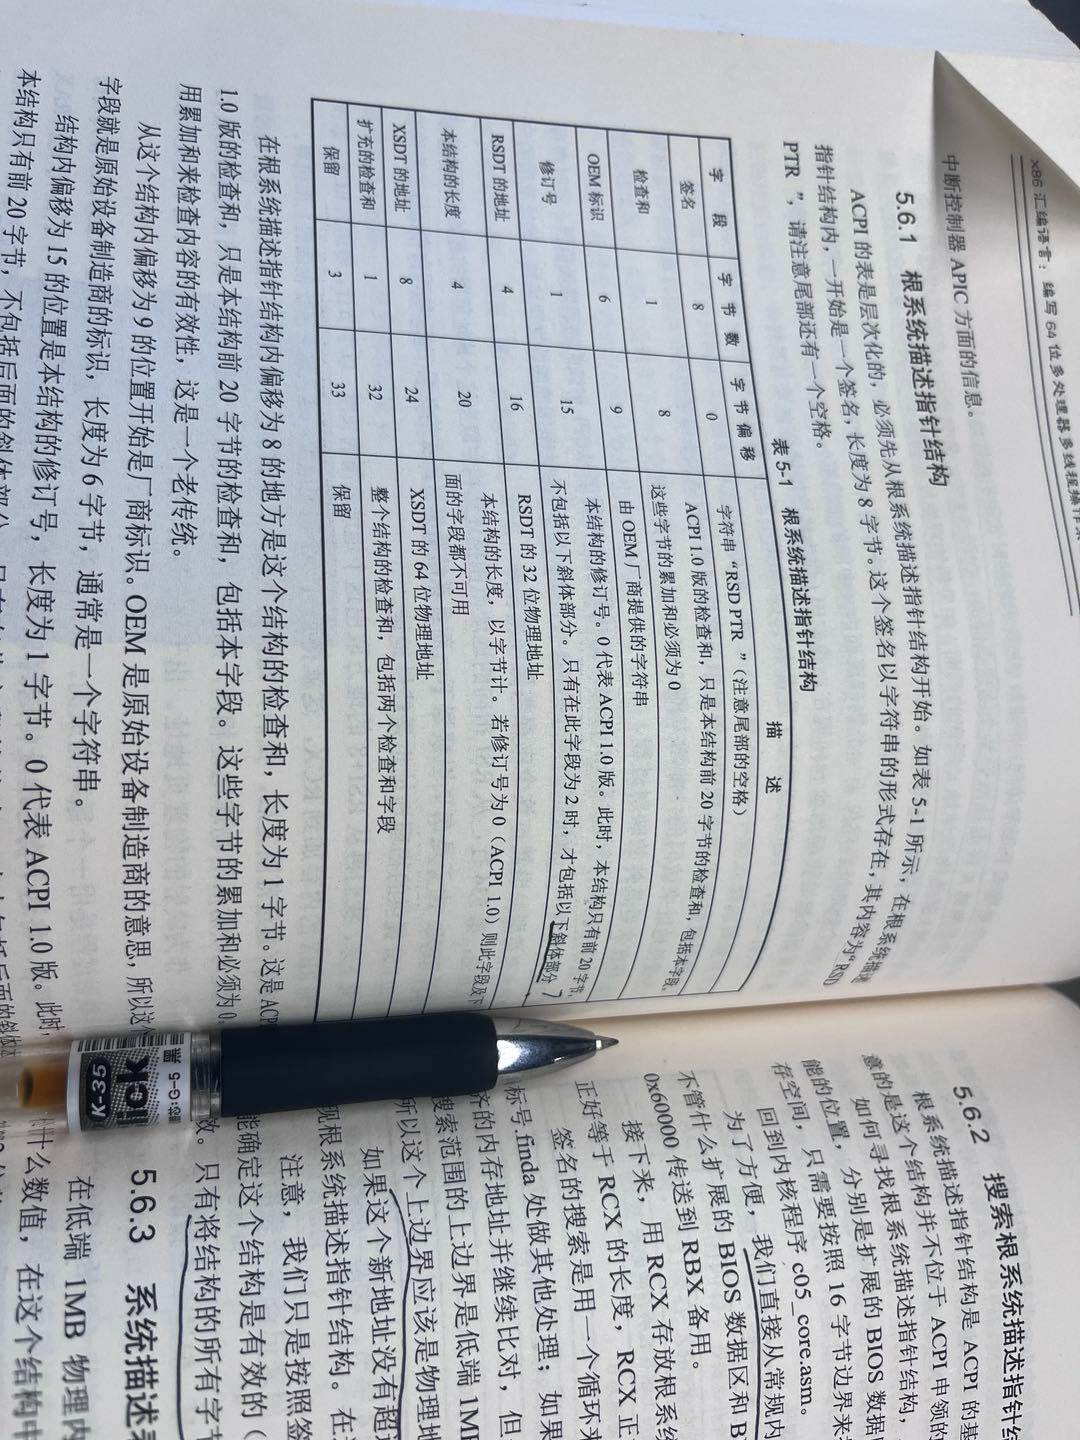 x86 汇编语言：编写 64 位多处理器多线程操作系
中断控制器 APIC 方面的信息。
5.6.1 根系统描述指针结构
ACPI 的表是层次化的，必须先从根系统描述指针结构开始。如表 5-1 所示，在根系统描述
指针结构内，一开始是一个签名，长度为 8 字节。这个签名以字符串的形式存在，其内容为“RSD
PTR ”，请注意尾部还有一个空格。
表 5-1 根系统描述指针结构
字 段 字 节 数 字 节 偏 移 描 述
签名 8 0 字符串“RSD PTR ”（注意尾部的空格）
检查和 1 8 ACPI 1.0 版的检查和，只是本结构前 20 字节的检查和，包括本字段。
这些字节的累加和必须为 0
OEM 标识 6 9 由 OEM 厂商提供的字符串
修订号 1 15 本结构的修订号。0 代表 ACPI 1.0 版。此时，本结构只有前 20 字节，
不包括以下斜体部分。只有在此字段为 2 时，才包括以下斜体部分
RSDT 的地址 4 16 RSDT 的 32 位物理地址
本结构的长度 4 20 本结构的长度，以字节计。若修订号为 0（ACPI 1.0）则此字段及下
面的字段都不可用
XSDT 的地址 8 24 XSDT 的 64 位物理地址
扩充的检查和 1 32 整个结构的检查和，包括两个检查和字段
保留 3 33 保留
在根系统描述指针结构内偏移为 8 的地方是这个结构的检查和，长度为 1 字节。这是 ACPI
1.0 版的检查和，只是本结构前 20 字节的检查和，包括本字段。这些字节的累加和必须为 0。
用累加和来检查内容的有效性，这是一个老传统。
从这个结构内偏移为 9 的位置开始是厂商标识。OEM 是原始设备制造商的意思，所以这个
字段就是原始设备制造商的标识，长度为 6 字节，通常是一个字符串。
结构内偏移为 15 的位置是本结构的修订号，长度为 1 字节。0 代表 ACPI 1.0 版。此时，
本结构只有前 20 字节，不包括后面的斜体部分。
5.6.2 搜索根系统描述指针结
根系统描述指针结构是 ACPI 的基
意的是这个结构并不位于 ACPI 申领的
如何寻找根系统描述指针结构，
能的位置，分别是扩展的 BIOS 数据
存空间，只需要按照 16 字节边界来
回到内核程序 c05_core.asm。
为了方便，我们直接从常规内
不管什么扩展的 BIOS 数据区和 B
0x60000 传送到 RBX 备用。
接下来，用 RCX 存放根系统
正好等于 RCX 的长度，RCX 正
签名的搜索是用一个循环来
标号.finda 处做其他处理；如果
的内存地址并继续比对，但
搜索范围的上边界是低端 1M
所以这个上边界应该是物理地
如果这个新地址没有超过
现根系统描述指针结构。在
注意，我们只是按照签
能确定这个结构是有效的（
效。只有将结构的所有字节
5.6.3 系统描述表
在低端 1MB 物理内
什么数值，在这个结构中
K-35
G-5